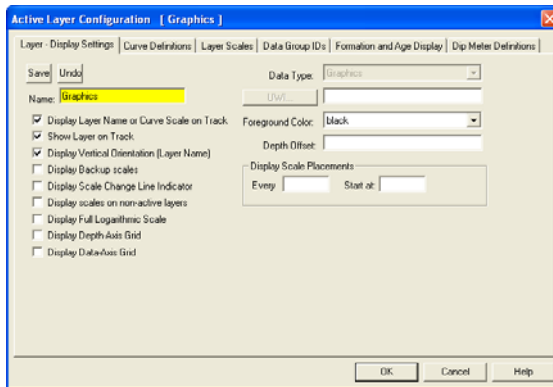 Active Layer Configuration [ Graphics ]
Layer - Display Settings Curve Definitions Layer Scales Data Group IDs Formation and Age Display Dip Meter Definitions
Save Undo
Name: Graphics
Display Layer Name or Curve Scale on Track
Show Layer on Track
Display Vertical Orientation (Layer Name)
Display Backup scales
Display Scale Change Line Indicator
Display scales on non-active layers
Display Full Logarithmic Scale
Display Depth-Axis Grid
Display Data-Axis Grid
Data Type: Graphics
UWI...
Foreground Color: black
Depth Offset:
Display Scale Placements
Every Start at:
OK Cancel Help